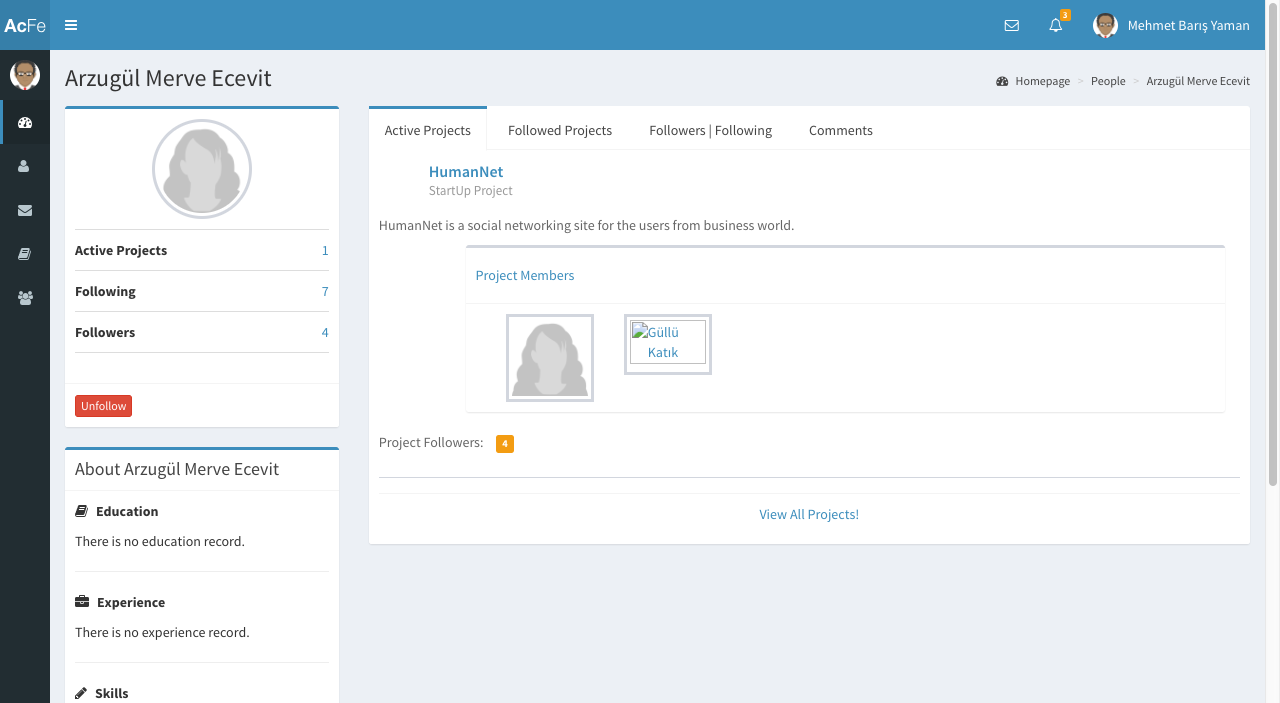 AcFe
3
Mehmet Barış Yaman
Arzugül Merve Ecevit
Homepage > People > Arzugül Merve Ecevit
Active Projects 1
Following 7
Followers 4
Unfollow
About Arzugül Merve Ecevit
Education
There is no education record.
Experience
There is no experience record.
Skills
Active Projects Followed Projects Followers | Following Comments
HumanNet
StartUp Project
HumanNet is a social networking site for the users from business world.
Project Members
Güllü
Katık
Project Followers: 4
View All Projects!